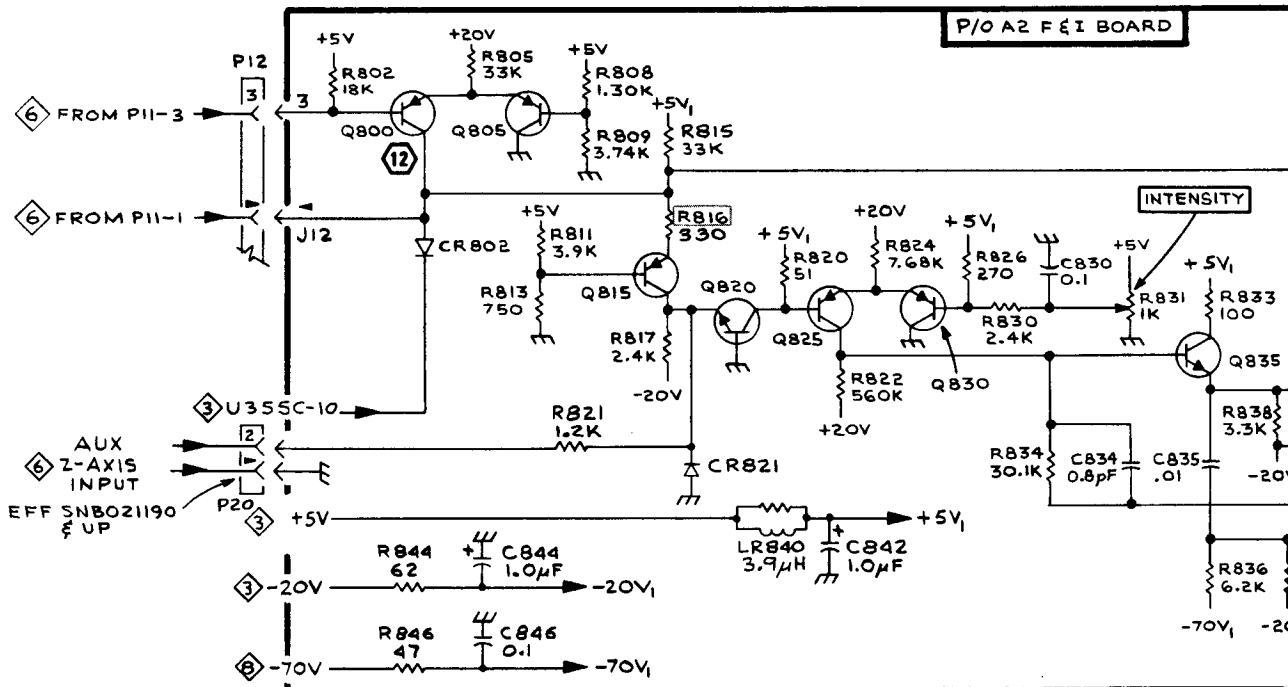 P/O A2 F & I BOARD
+5V
R802
18K
+20V
R805
33K
+5V
R808
1.30K
R809
3.74K
P12
3
3
6 FROM P11-3
Q800
12
Q805
+5V1
R815
33K
6 FROM P11-1
J12
CR802
+5V
R811
3.9K
R813
750
R816
330
Q815
R817
2.4K
-20V
Q820
+5V1
R820
51
Q825
R822
560K
+20V
+20V
R824
7.68K
Q830
+5V1
R826
270
R830
2.4K
C830
0.1
INTENSITY
+5V
R831
1K
+5V1
R833
100
Q835
R838
3.3K
R834
30.1K
C834
0.8pF
C835
.01
R836
6.2K
-70V1
3 U355C-10
AUX
Z-AXIS
INPUT
6
2
P20
EFF SNB021190
& UP
R821
1.2K
CR821
3 +5V
LR840
3.9µH
+
C842
1.0µF
+5V1
3 -20V
R844
62
+
C844
1.0µF
-20V1
8 -70V
R846
47
C846
0.1
-70V1